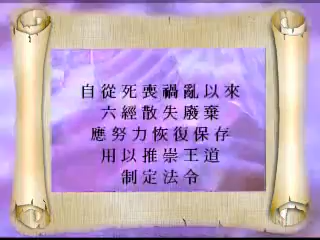 自從死喪禍亂以來
六經散失廢棄
應努力恢復保存
用以推崇王道
制定法令